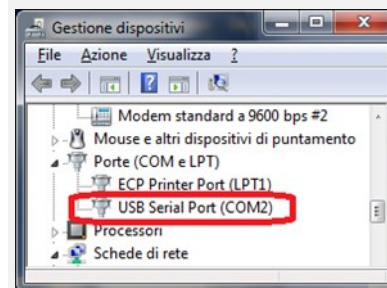 Gestione dispositivi
File Azione Visualizza ?
Modem standard a 9600 bps #2
Mouse e altri dispositivi di puntamento
Porte (COM e LPT)
ECP Printer Port (LPT1)
USB Serial Port (COM2)
Processori
Schede di rete